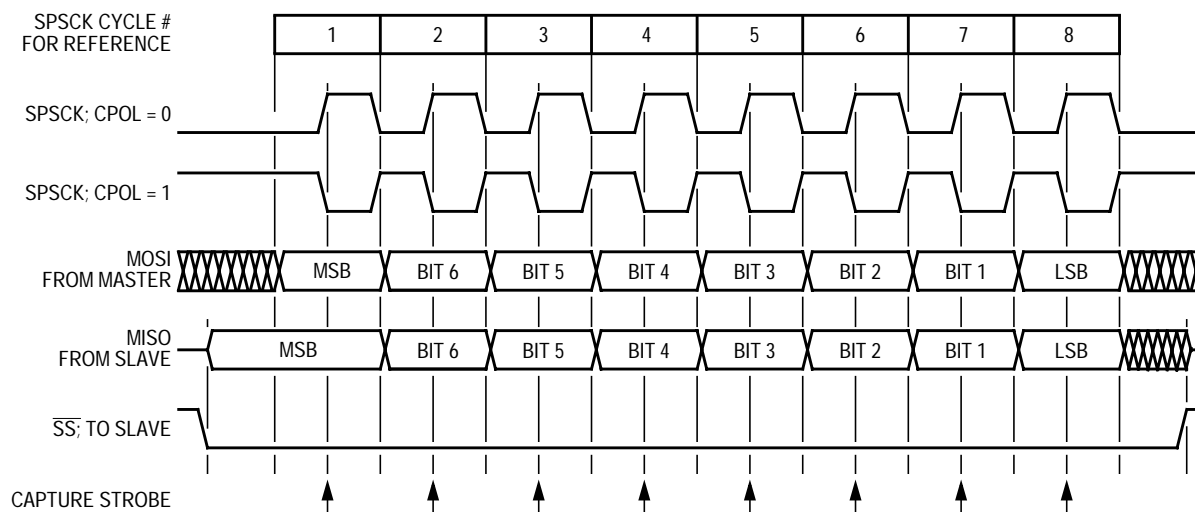 SPSCK CYCLE #
FOR REFERENCE
1 2 3 4 5 6 7 8
SPSCK; CPOL = 0
SPSCK; CPOL = 1
MOSI
FROM MASTER
MSB BIT 6 BIT 5 BIT 4 BIT 3 BIT 2 BIT 1 LSB
MISO
FROM SLAVE
MSB BIT 6 BIT 5 BIT 4 BIT 3 BIT 2 BIT 1 LSB
SS; TO SLAVE
CAPTURE STROBE